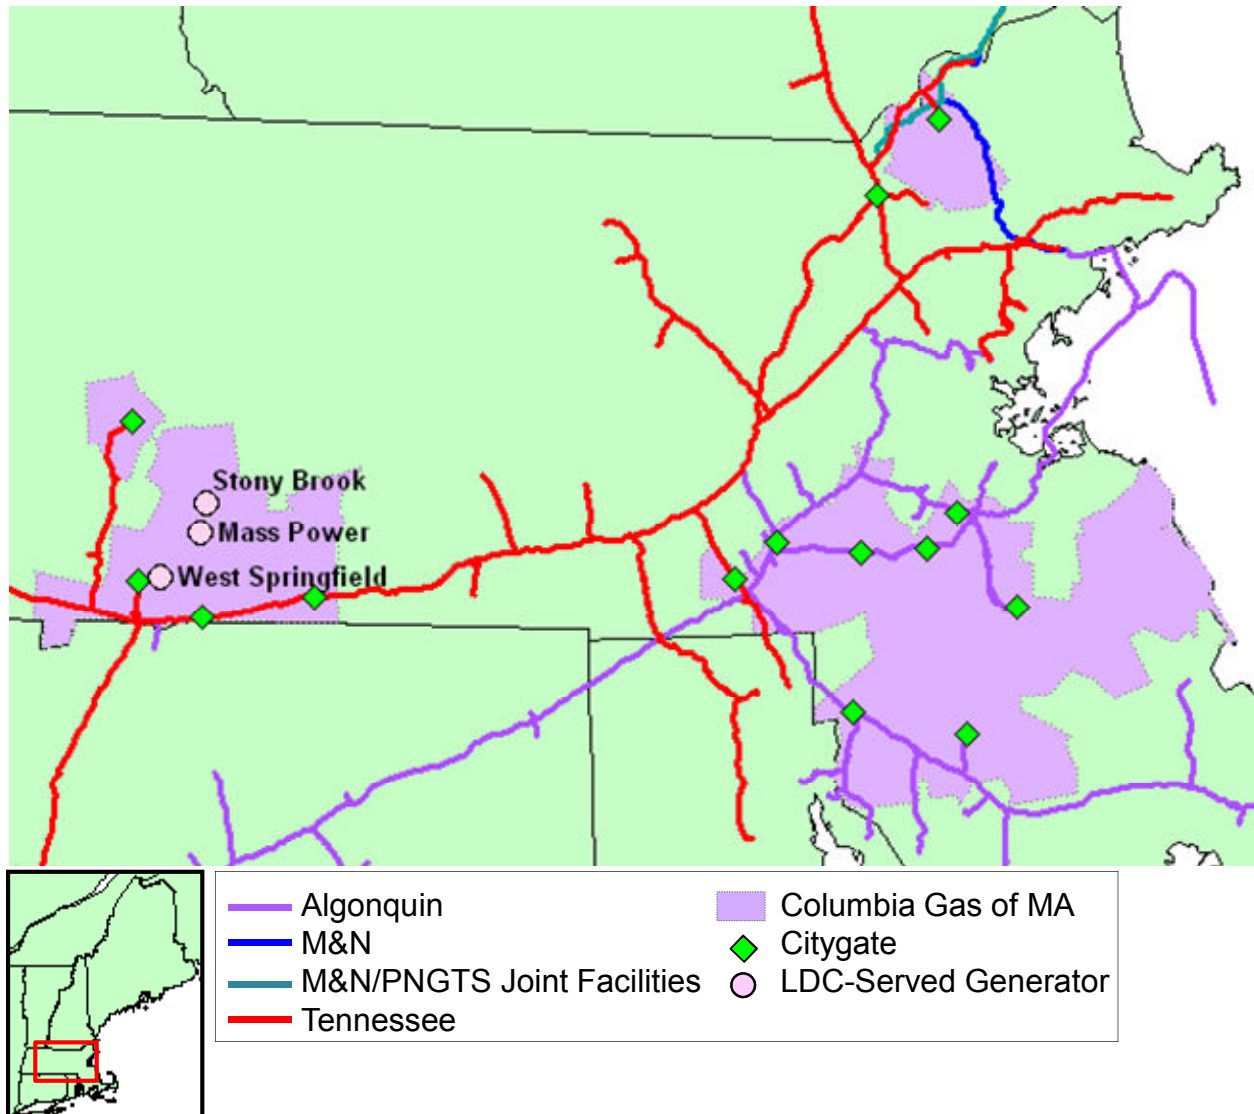 Stony Brook
Mass Power
West Springfield
Algonquin
M&N
M&N/PNGTS Joint Facilities
Tennessee
Columbia Gas of MA
Citygate
LDC-Served Generator